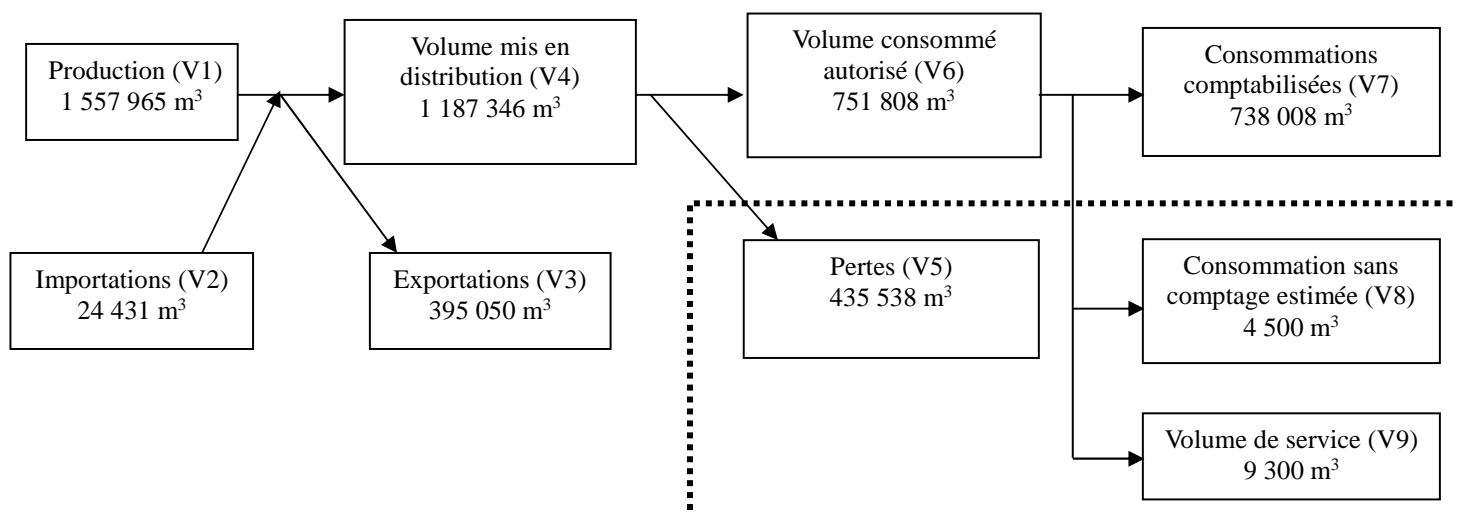 Production (V1)
1 557 965 m³
Volume mis en
distribution (V4)
1 187 346 m³
Volume consommé
autorisé (V6)
751 808 m³
Consommations
comptabilisées (V7)
738 008 m³
Importations (V2)
24 431 m³
Exportations (V3)
395 050 m³
Pertes (V5)
435 538 m³
Consommation sans
comptage estimée (V8)
4 500 m³
Volume de service (V9)
9 300 m³